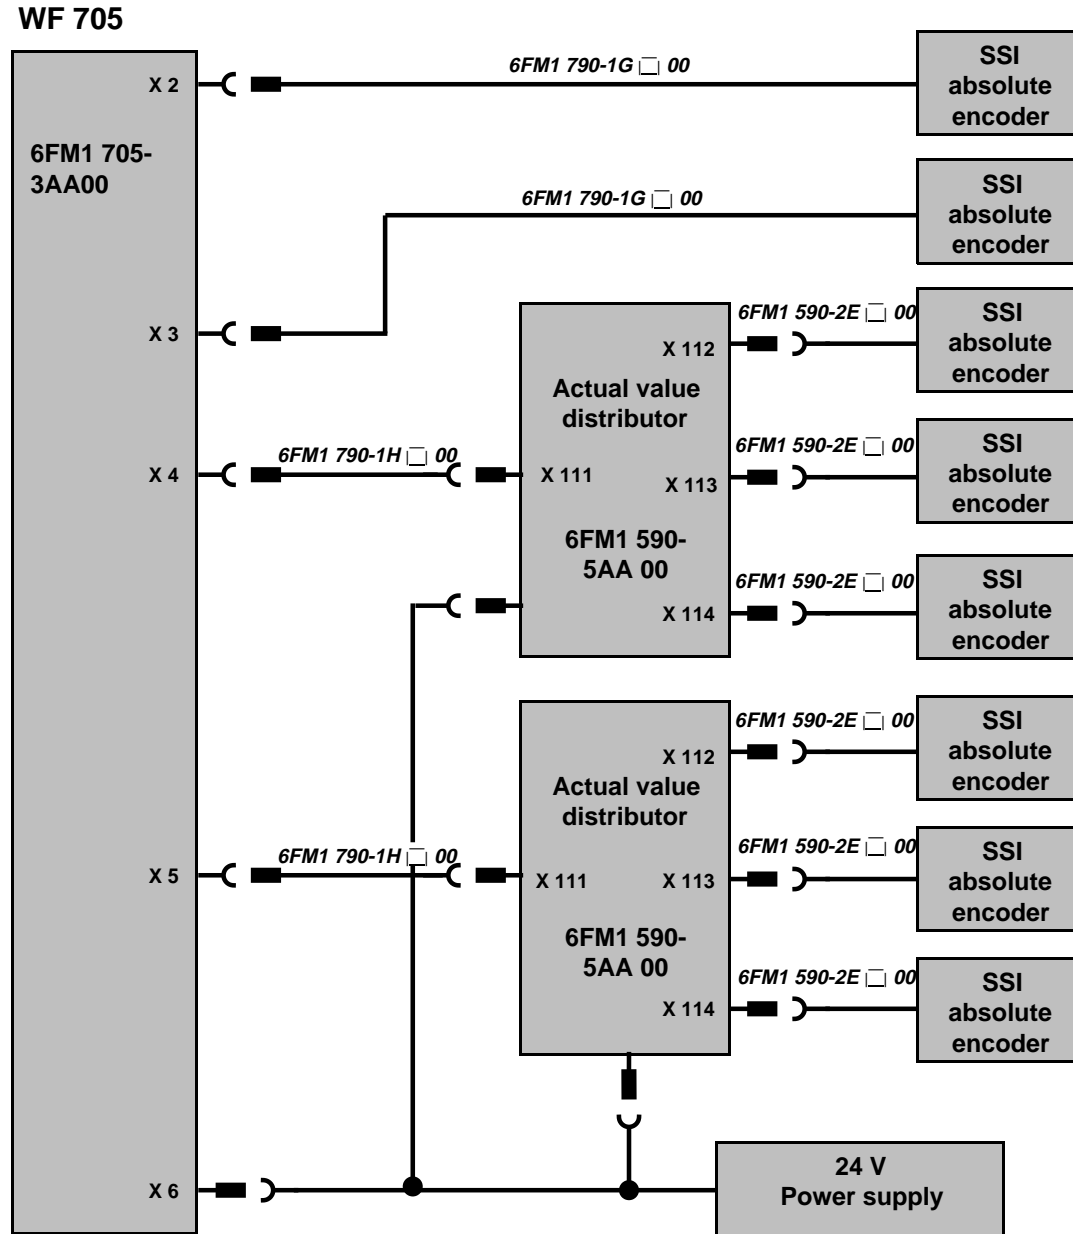 WF 705
X 2
6FM1 790-1G □ 00
SSI
absolute
encoder
6FM1 705-
3AA00
6FM1 790-1G □ 00
SSI
absolute
encoder
X 3
6FM1 590-2E □ 00
SSI
absolute
encoder
X 112
Actual value
distributor
X 4
6FM1 790-1H □ 00
X 111
X 113
6FM1 590-2E □ 00
SSI
absolute
encoder
6FM1 590-
5AA 00
X 114
6FM1 590-2E □ 00
SSI
absolute
encoder
X 112
6FM1 590-2E □ 00
SSI
absolute
encoder
Actual value
distributor
X 5
6FM1 790-1H □ 00
X 111
X 113
6FM1 590-2E □ 00
SSI
absolute
encoder
6FM1 590-
5AA 00
X 114
6FM1 590-2E □ 00
SSI
absolute
encoder
X 6
24 V
Power supply